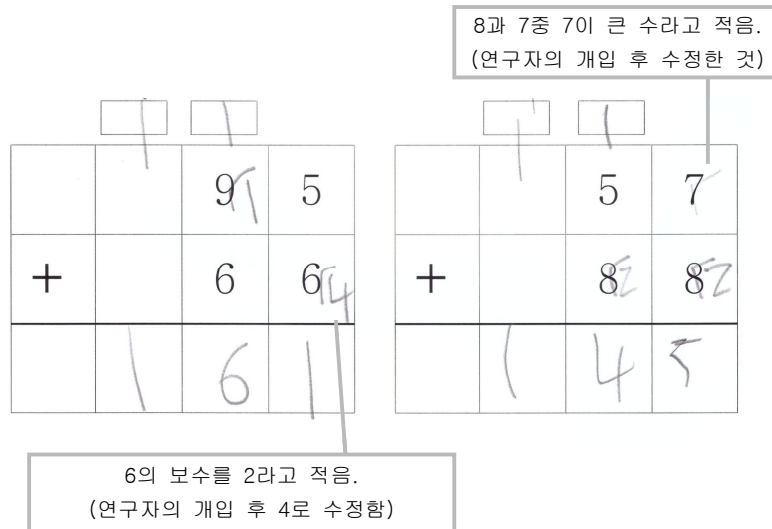 8과 7중 7이 큰 수라고 적음.
(연구자의 개입 후 수정한 것)
1 1 1 1
9 1 5 5 7
+ 6 6 4 + 8 2 8 2
1 6 1 1 4 5
6의 보수를 2라고 적음.
(연구자의 개입 후 4로 수정함)